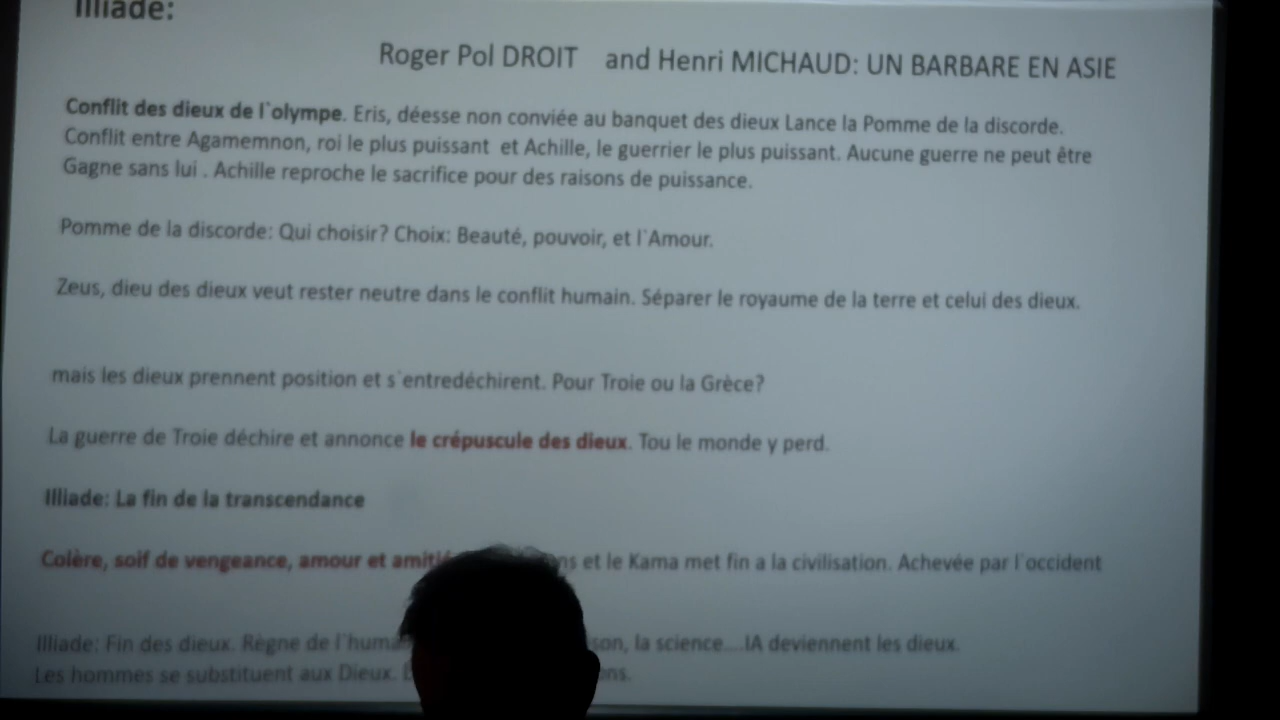 Illiade:
Roger Pol DROIT and Henri MICHAUD: UN BARBARE EN ASIE
Conflit des dieux de l`olympe. Eris, déesse non conviée au banquet des dieux Lance la Pomme de la discorde.
Conflit entre Agamemnon, roi le plus puissant et Achille, le guerrier le plus puissant. Aucune guerre ne peut être
Gagne sans lui . Achille reproche le sacrifice pour des raisons de puissance.
Pomme de la discorde: Qui choisir? Choix: Beauté, pouvoir, et l`Amour.
Zeus, dieu des dieux veut rester neutre dans le conflit humain. Séparer le royaume de la terre et celui des dieux.
mais les dieux prennent position et s`entredéchirent. Pour Troie ou la Grèce?
La guerre de Troie déchire et annonce le crépuscule des dieux. Tou le monde y perd.
Illiade: La fin de la transcendance
Colère, soif de vengeance, amour et et le Kama met fin a la civilisation. Achevée par l`occident
Illiade: Fin des dieux. Règne de la science....IA deviennent les dieux.
Les hommes se substituent aux Dieux.